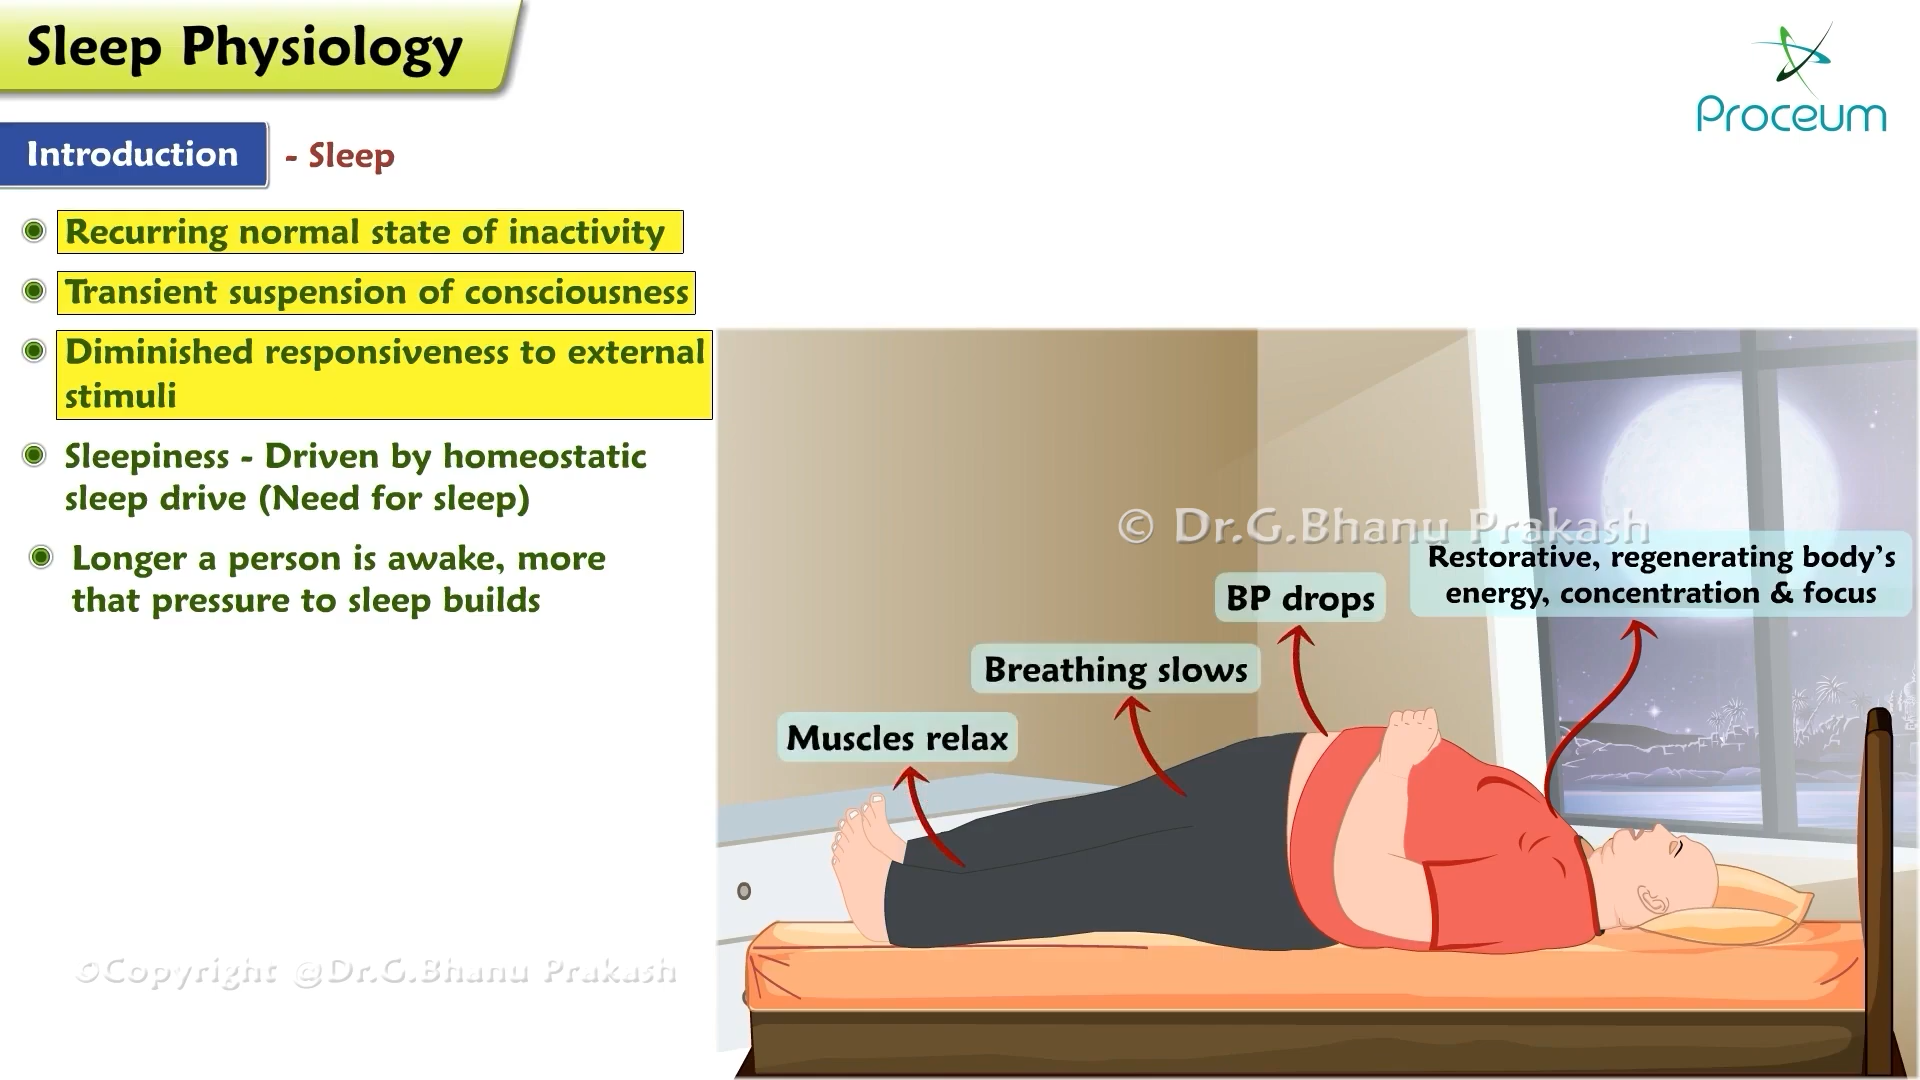 Sleep Physiology
Proceum
Introduction - Sleep
Recurring normal state of inactivity
Transient suspension of consciousness
Diminished responsiveness to external
stimuli
Sleepiness - Driven by homeostatic
sleep drive (Need for sleep)
Longer a person is awake, more
that pressure to sleep builds
© Dr.G.Bhanu Prakash
Restorative, regenerating body's
energy, concentration & focus
BP drops
Breathing slows
Muscles relax
©Copyright @Dr.G.Bhanu Prakash